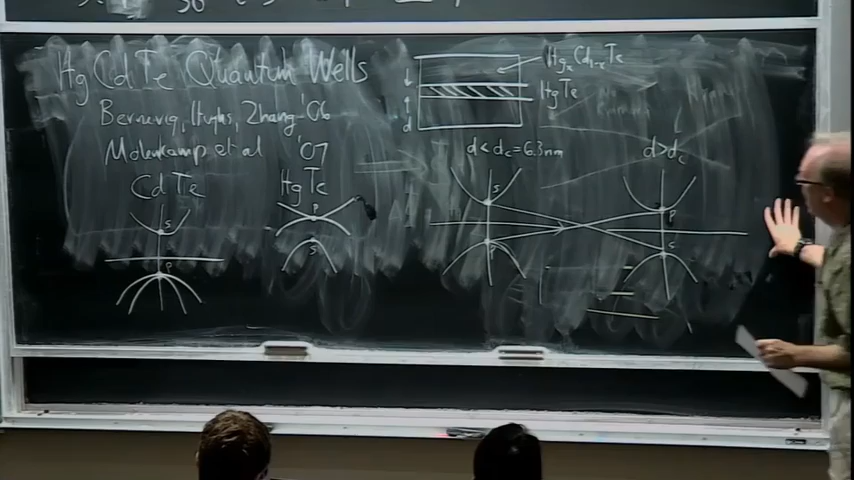 HgCdTe Quantum Wells
Bernevig, Hughes, Zhang '06
Molenkamp et al '07
CdTe
HgTe
s
p
p
s
HgxCd1-xTe
HgTe
d
d < dc = 6.3nm
d > dc
s
p
p
s